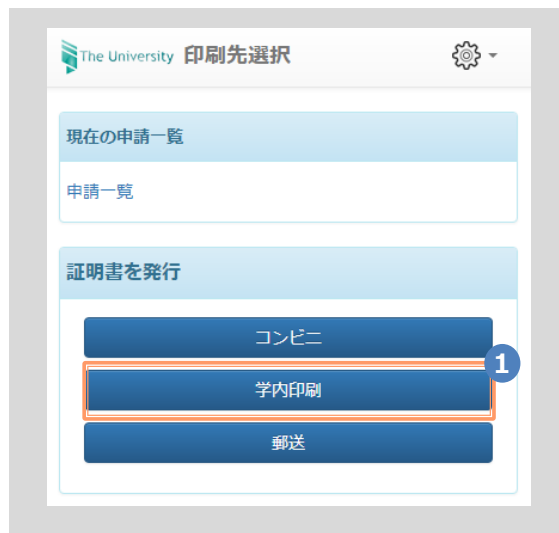 The University 印刷先選択
現在の申請一覧
申請一覧
証明書を発行
コンビニ
1
学内印刷
郵送